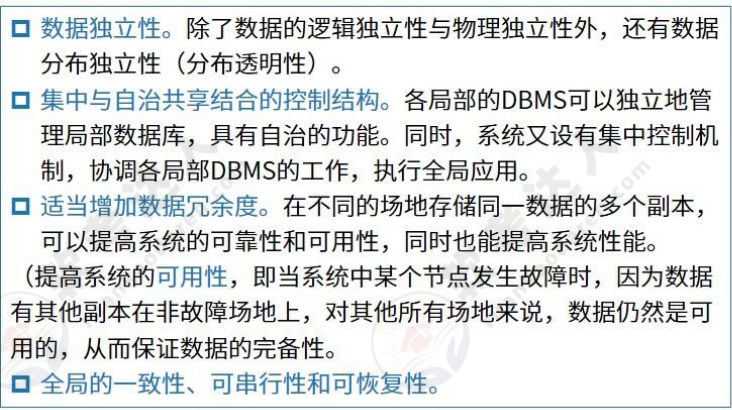 数据独立性。除了数据的逻辑独立性与物理独立性外，还有数据
分布独立性（分布透明性）。
集中与自治共享结合的控制结构。各局部的DBMS可以独立地管
理局部数据库，具有自治的功能。同时，系统又设有集中控制机
制，协调各局部DBMS的工作，执行全局应用。
适当增加数据冗余度。在不同的场地存储同一数据的多个副本，
可以提高系统的可靠性和可用性，同时也能提高系统性能。
（提高系统的可用性，即当系统中某个节点发生故障时，因为数据
有其他副本在非故障场地上，对其他所有场地来说，数据仍然是可
用的，从而保证数据的完备性。
全局的一致性、可串行性和可恢复性。